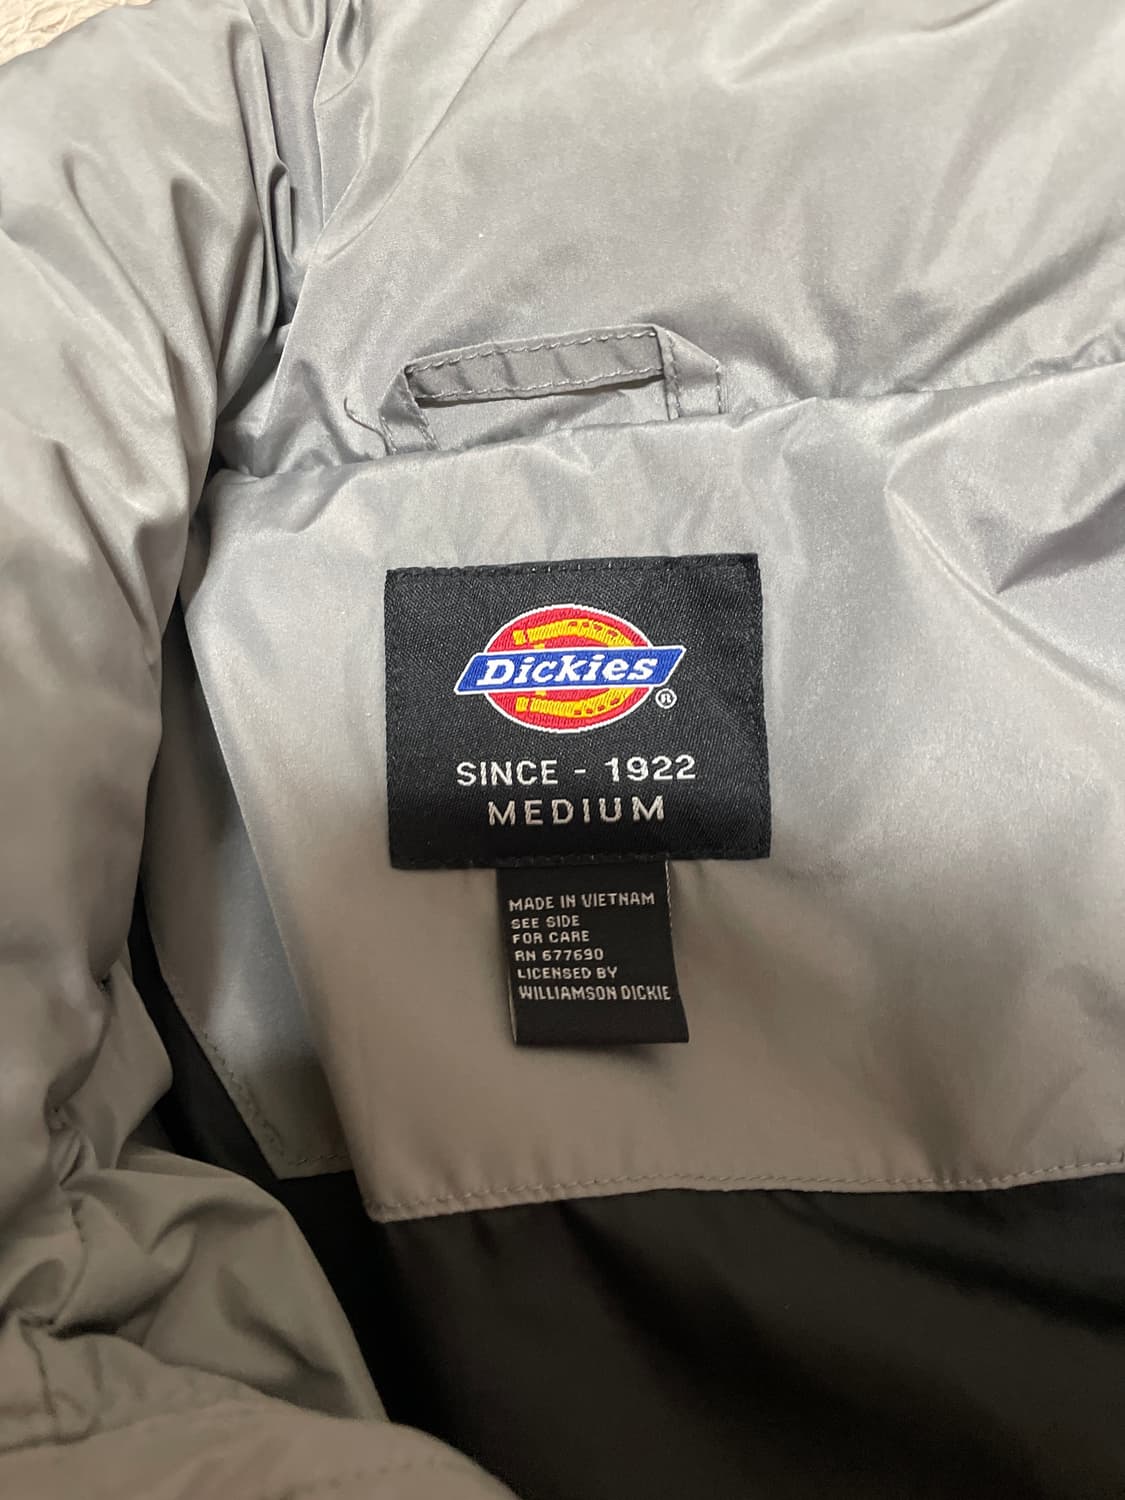 Dickies®
SINCE - 1922
MEDIUM
MADE IN VIETNAM
SEE SIDE
FOR CARE
RN 677690
LICENSED BY
WILLIAMSON DICKIE